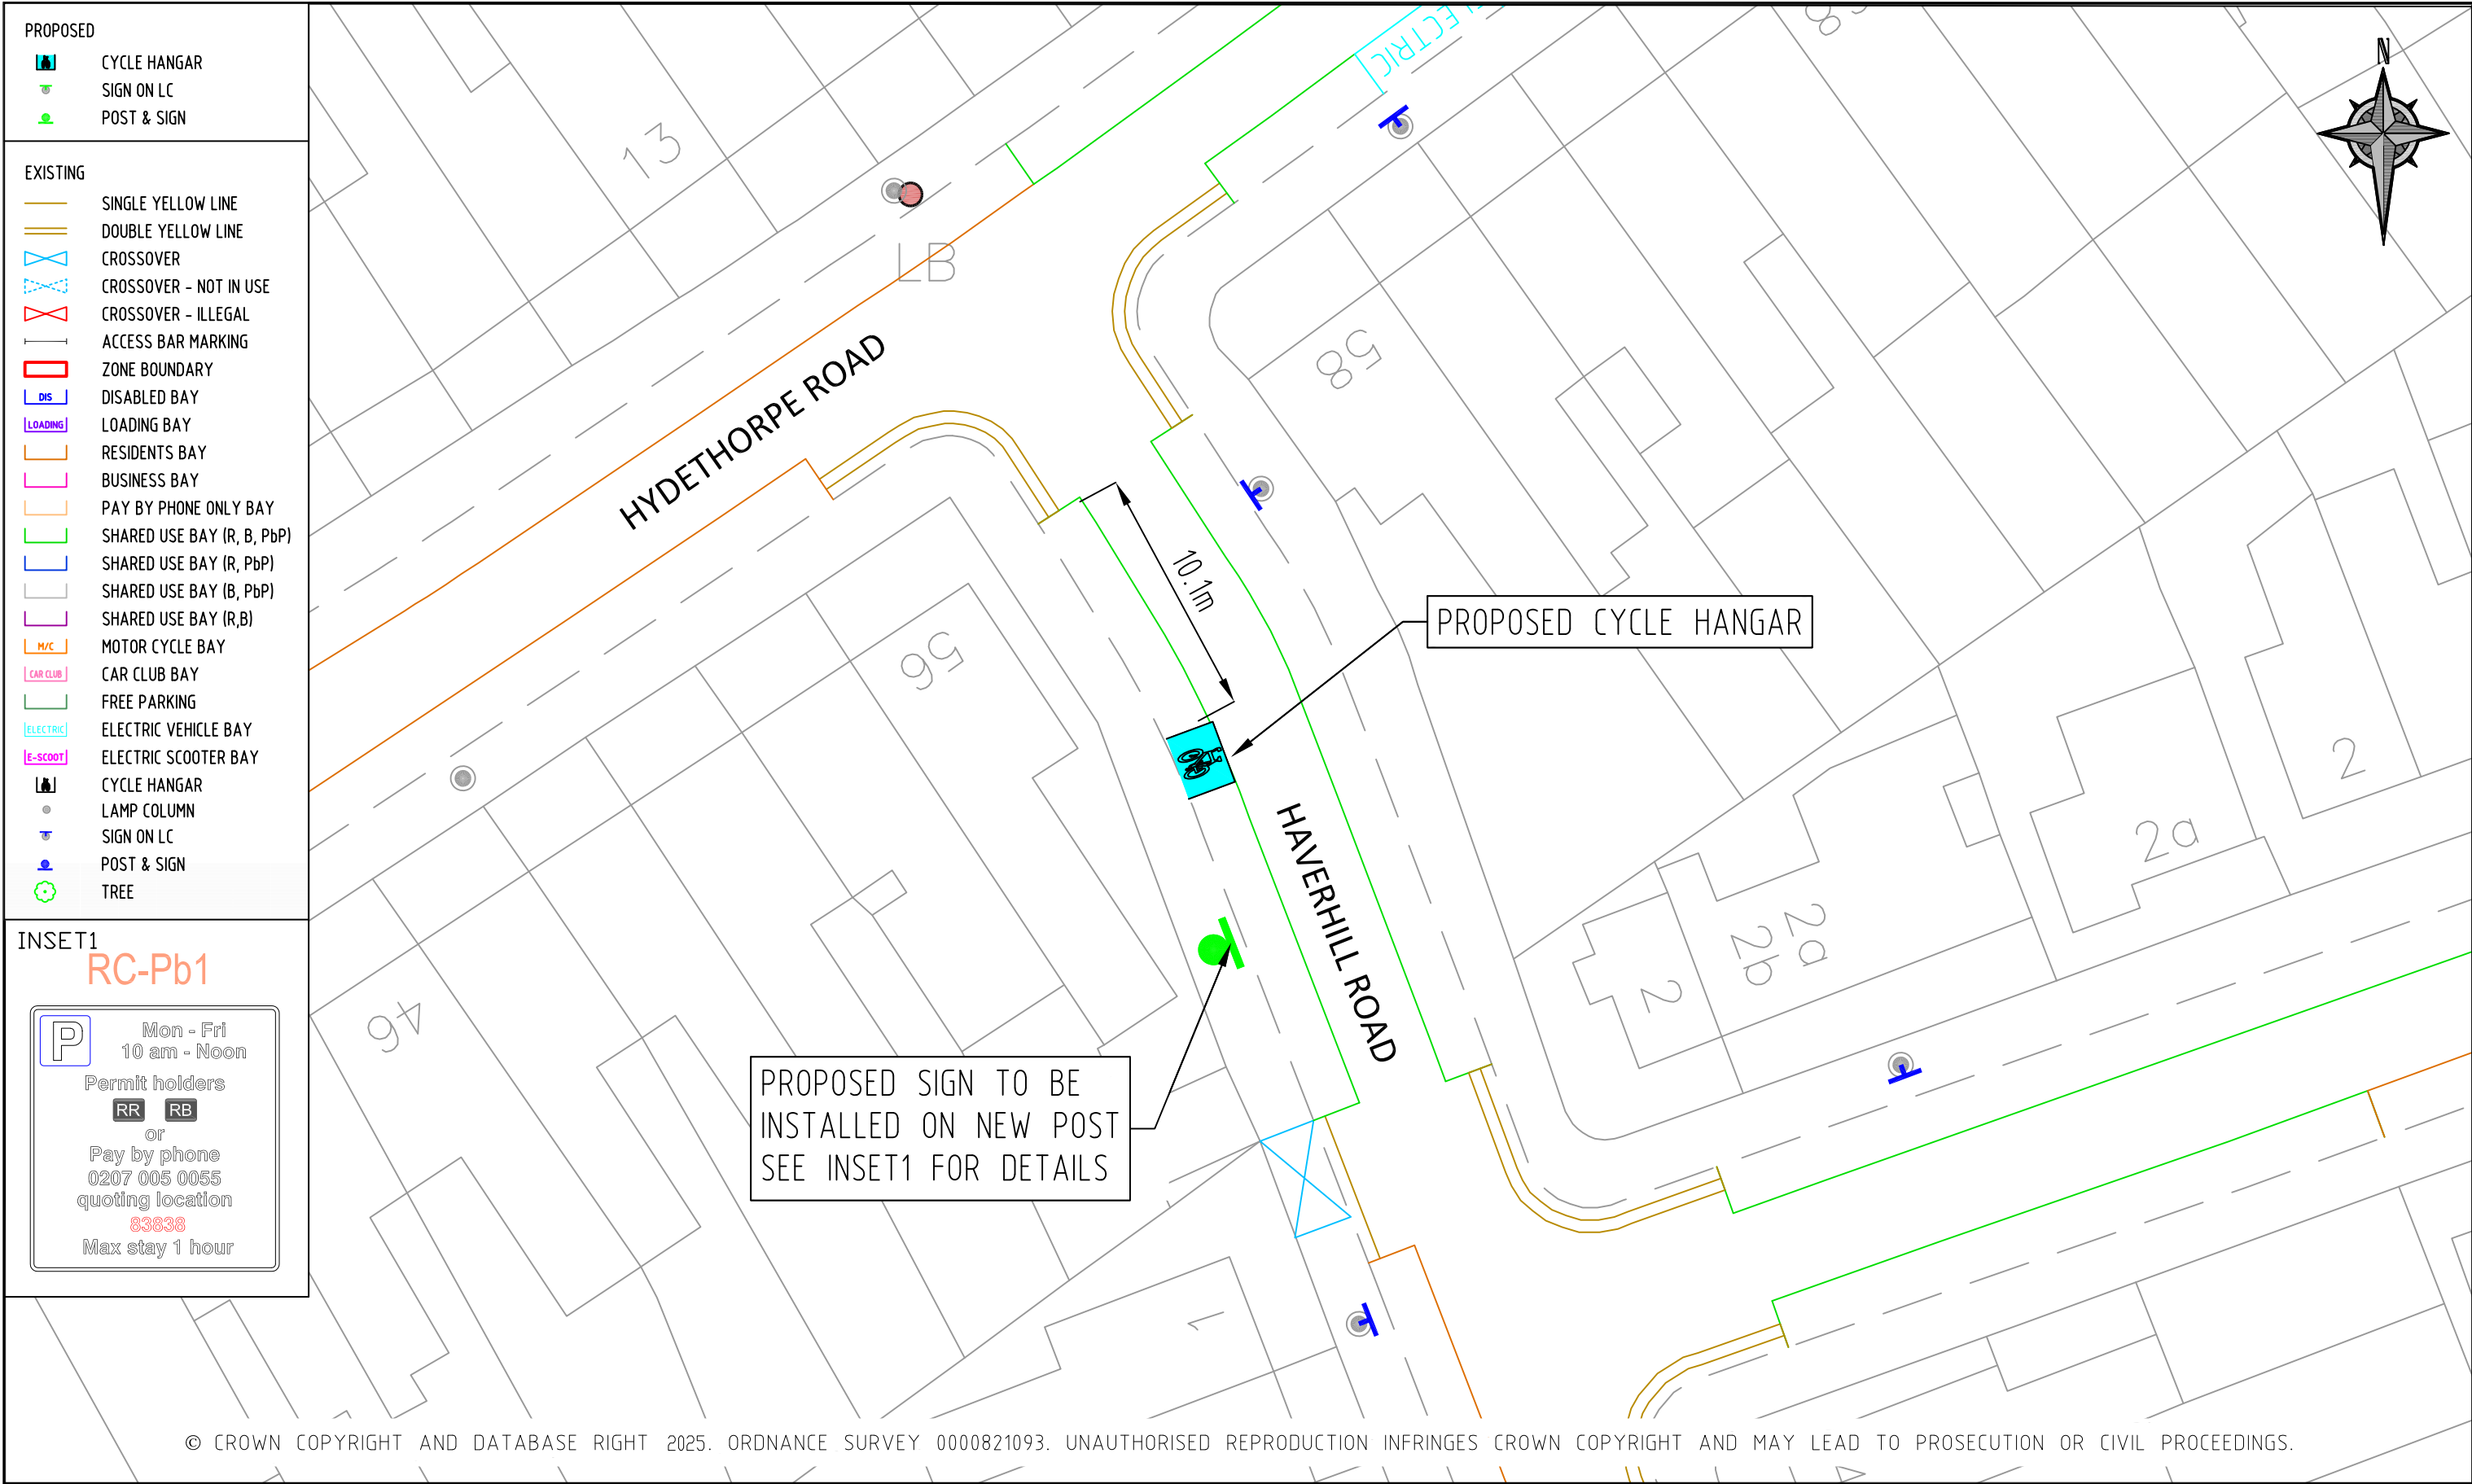 PROPOSED
CYCLE HANGAR
SIGN ON LC
POST & SIGN
EXISTING
SINGLE YELLOW LINE
DOUBLE YELLOW LINE
CROSSOVER
CROSSOVER - NOT IN USE
CROSSOVER - ILLEGAL
ACCESS BAR MARKING
ZONE BOUNDARY
DIS DISABLED BAY
LOADING LOADING BAY
RESIDENTS BAY
BUSINESS BAY
PAY BY PHONE ONLY BAY
SHARED USE BAY (R, B, PbP)
SHARED USE BAY (R, PbP)
SHARED USE BAY (B, PbP)
SHARED USE BAY (R,B)
M/C MOTOR CYCLE BAY
CAR CLUB CAR CLUB BAY
FREE PARKING
ELECTRIC ELECTRIC VEHICLE BAY
E-SCOOT ELECTRIC SCOOTER BAY
CYCLE HANGAR
LAMP COLUMN
SIGN ON LC
POST & SIGN
TREE
INSET1
RC-Pb1
P
Mon - Fri
10 am - Noon
Permit holders
RR RB
or
Pay by phone
0207 005 0055
quoting location
83838
Max stay 1 hour
N
13
LB
HYDETHORPE ROAD
58
10.1m
PROPOSED CYCLE HANGAR
56
HAVERHILL ROAD
46
2
2a
2a
2b
2
PROPOSED SIGN TO BE
INSTALLED ON NEW POST
SEE INSET1 FOR DETAILS
1
© CROWN COPYRIGHT AND DATABASE RIGHT 2025. ORDNANCE SURVEY 0000821093. UNAUTHORISED REPRODUCTION INFRINGES CROWN COPYRIGHT AND MAY LEAD TO PROSECUTION OR CIVIL PROCEEDINGS.